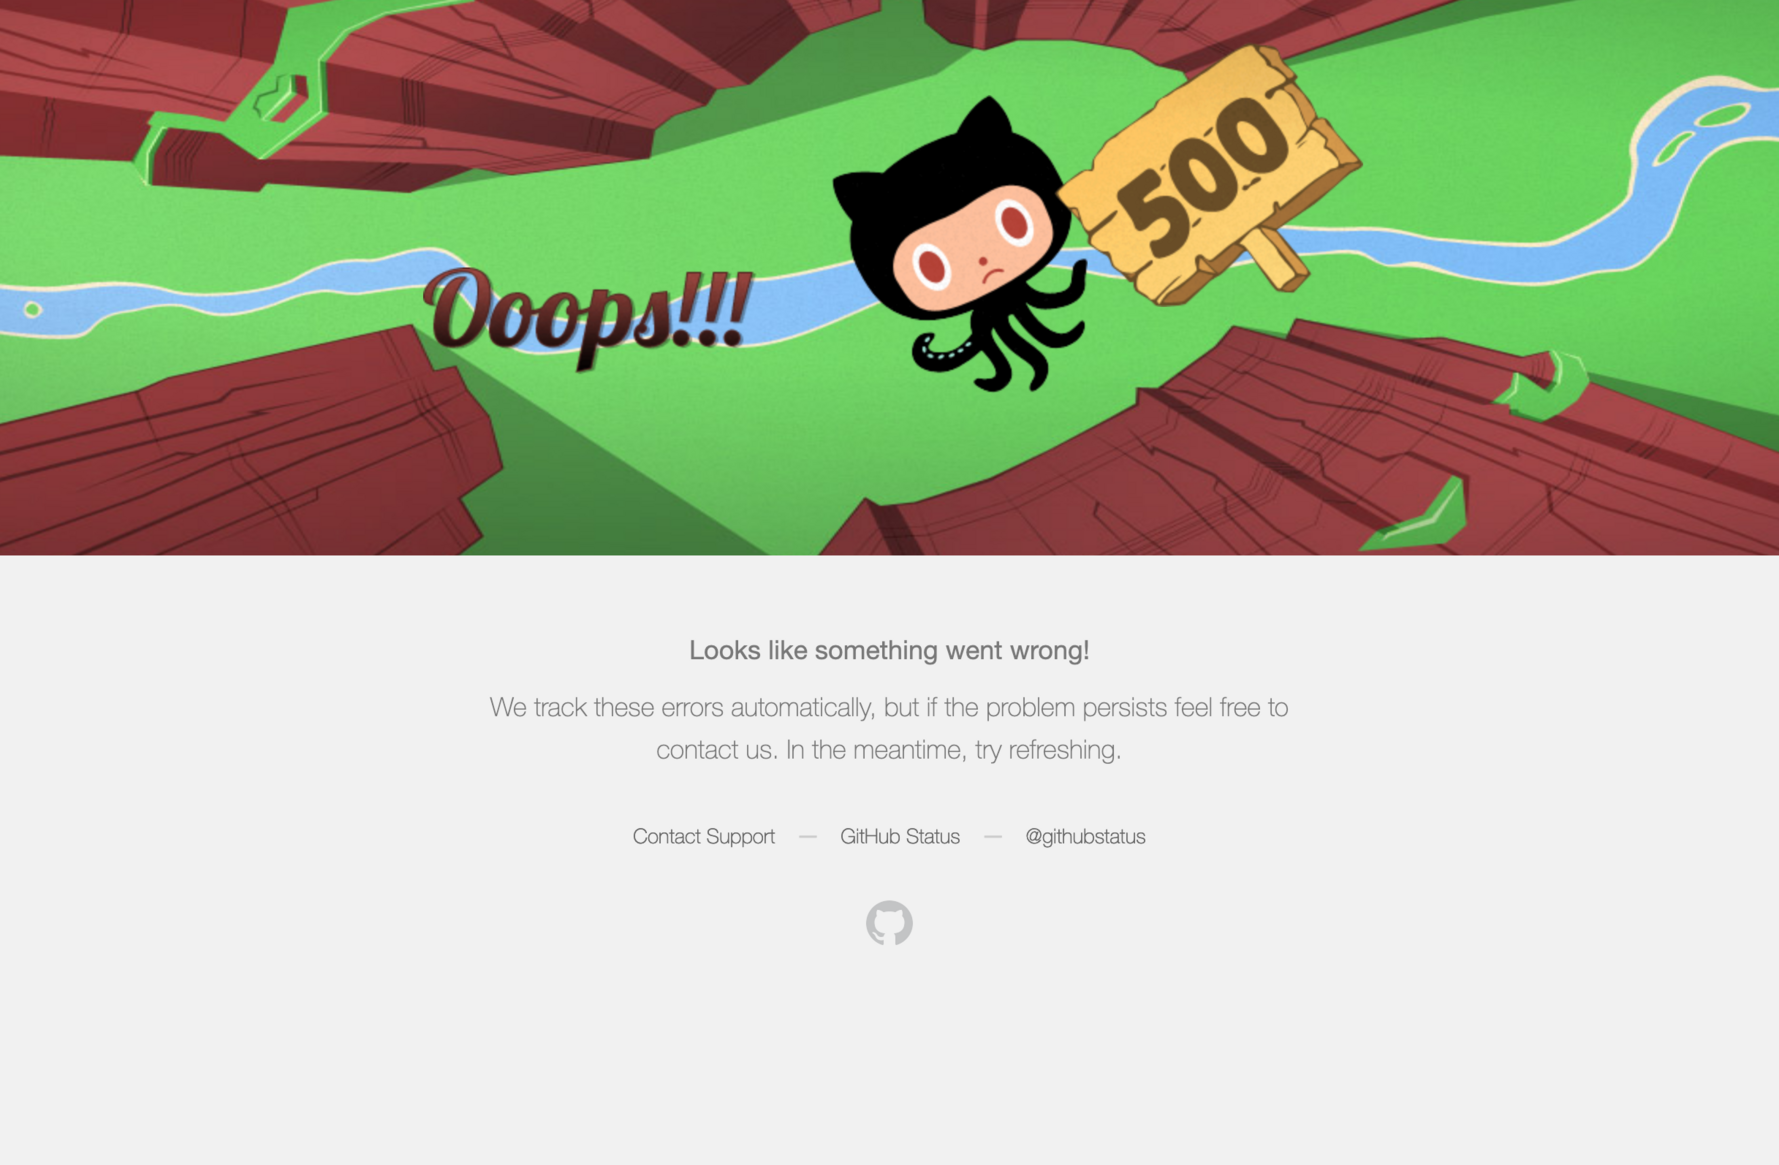 Ooops!!!
500
Looks like something went wrong!
We track these errors automatically, but if the problem persists feel free to
contact us. In the meantime, try refreshing.
Contact Support — GitHub Status — @githubstatus